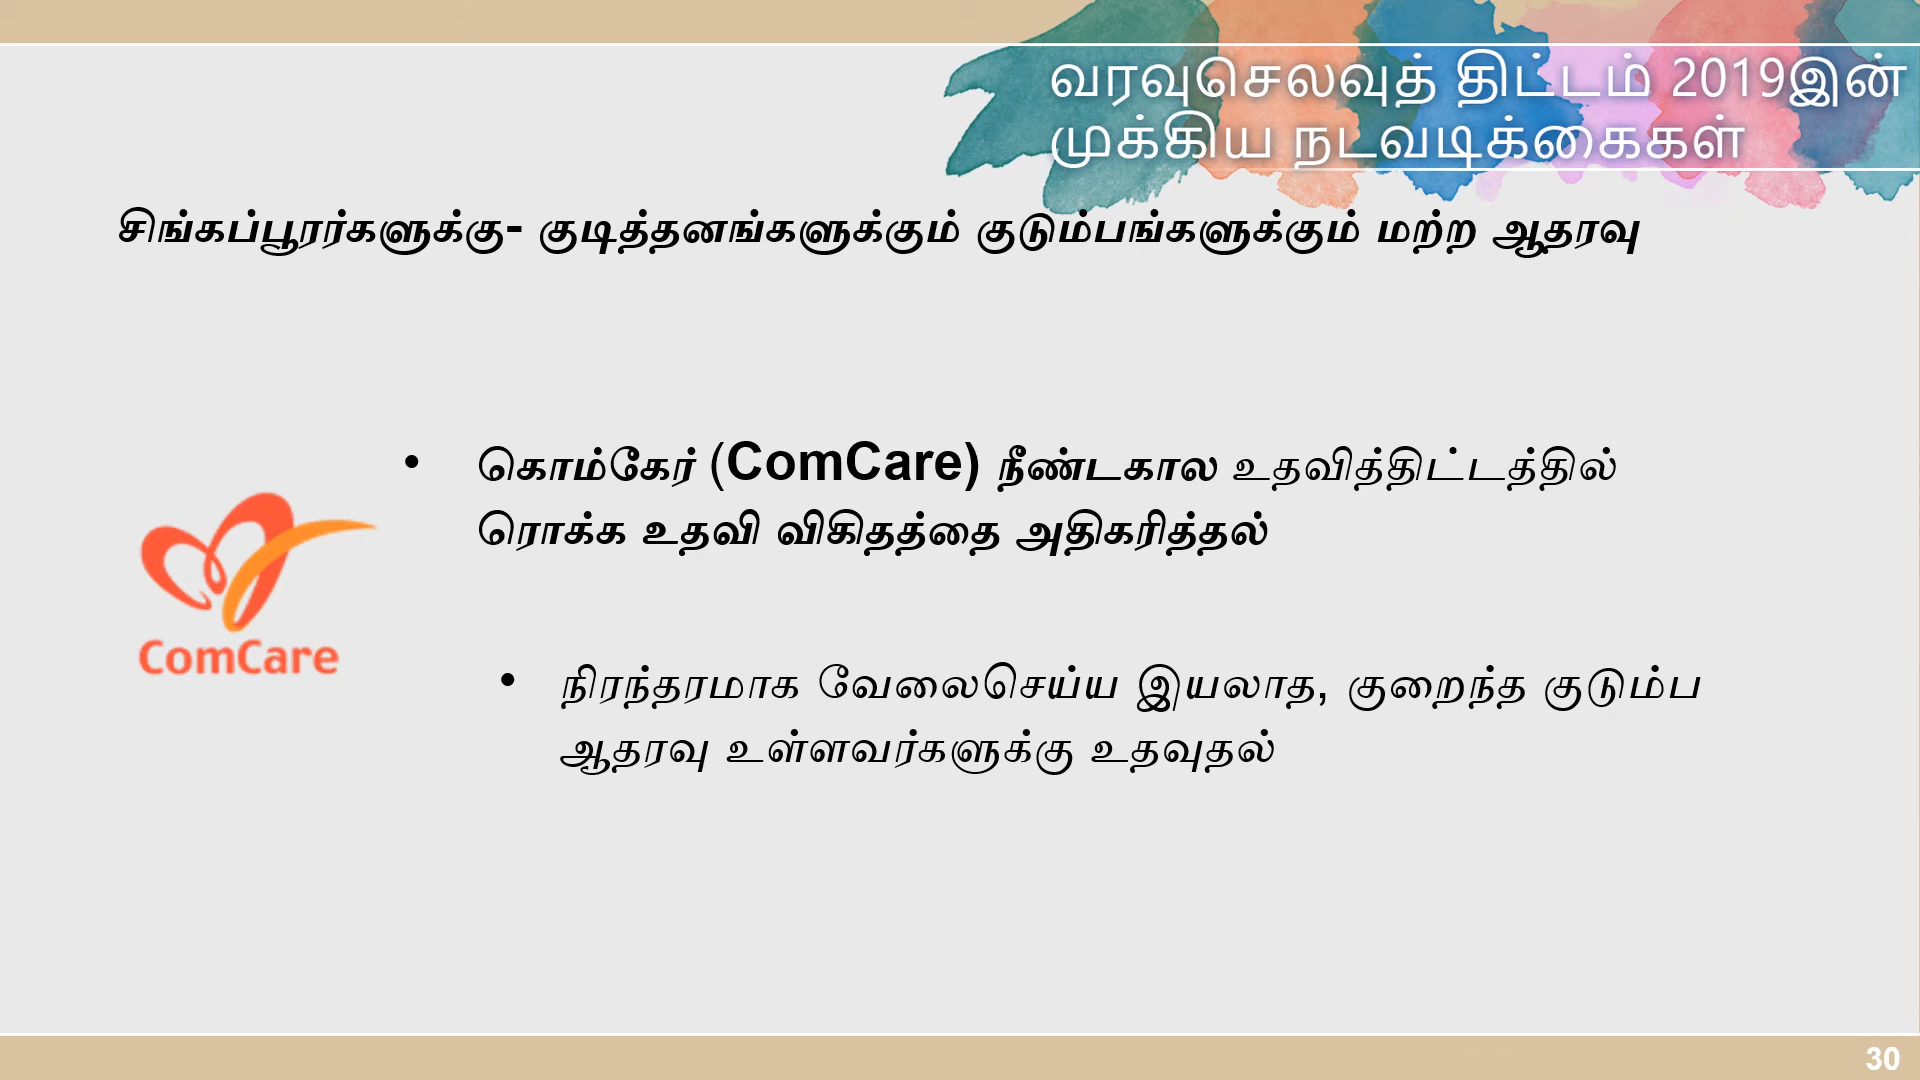 வரவுசெலவுத் திட்டம் 2019இன்
முக்கிய நடவடிக்கைகள்
சிங்கப்பூரர்களுக்கு- குடித்தனங்களுக்கும் குடும்பங்களுக்கும் மற்ற ஆதரவு
• கொம்கேர் (ComCare) நீண்டகால உதவித்திட்டத்தில்
ரொக்க உதவி விகிதத்தை அதிகரித்தல்
ComCare
• நிரந்தரமாக வேலைசெய்ய இயலாத, குறைந்த குடும்ப
ஆதரவு உள்ளவர்களுக்கு உதவுதல்
30